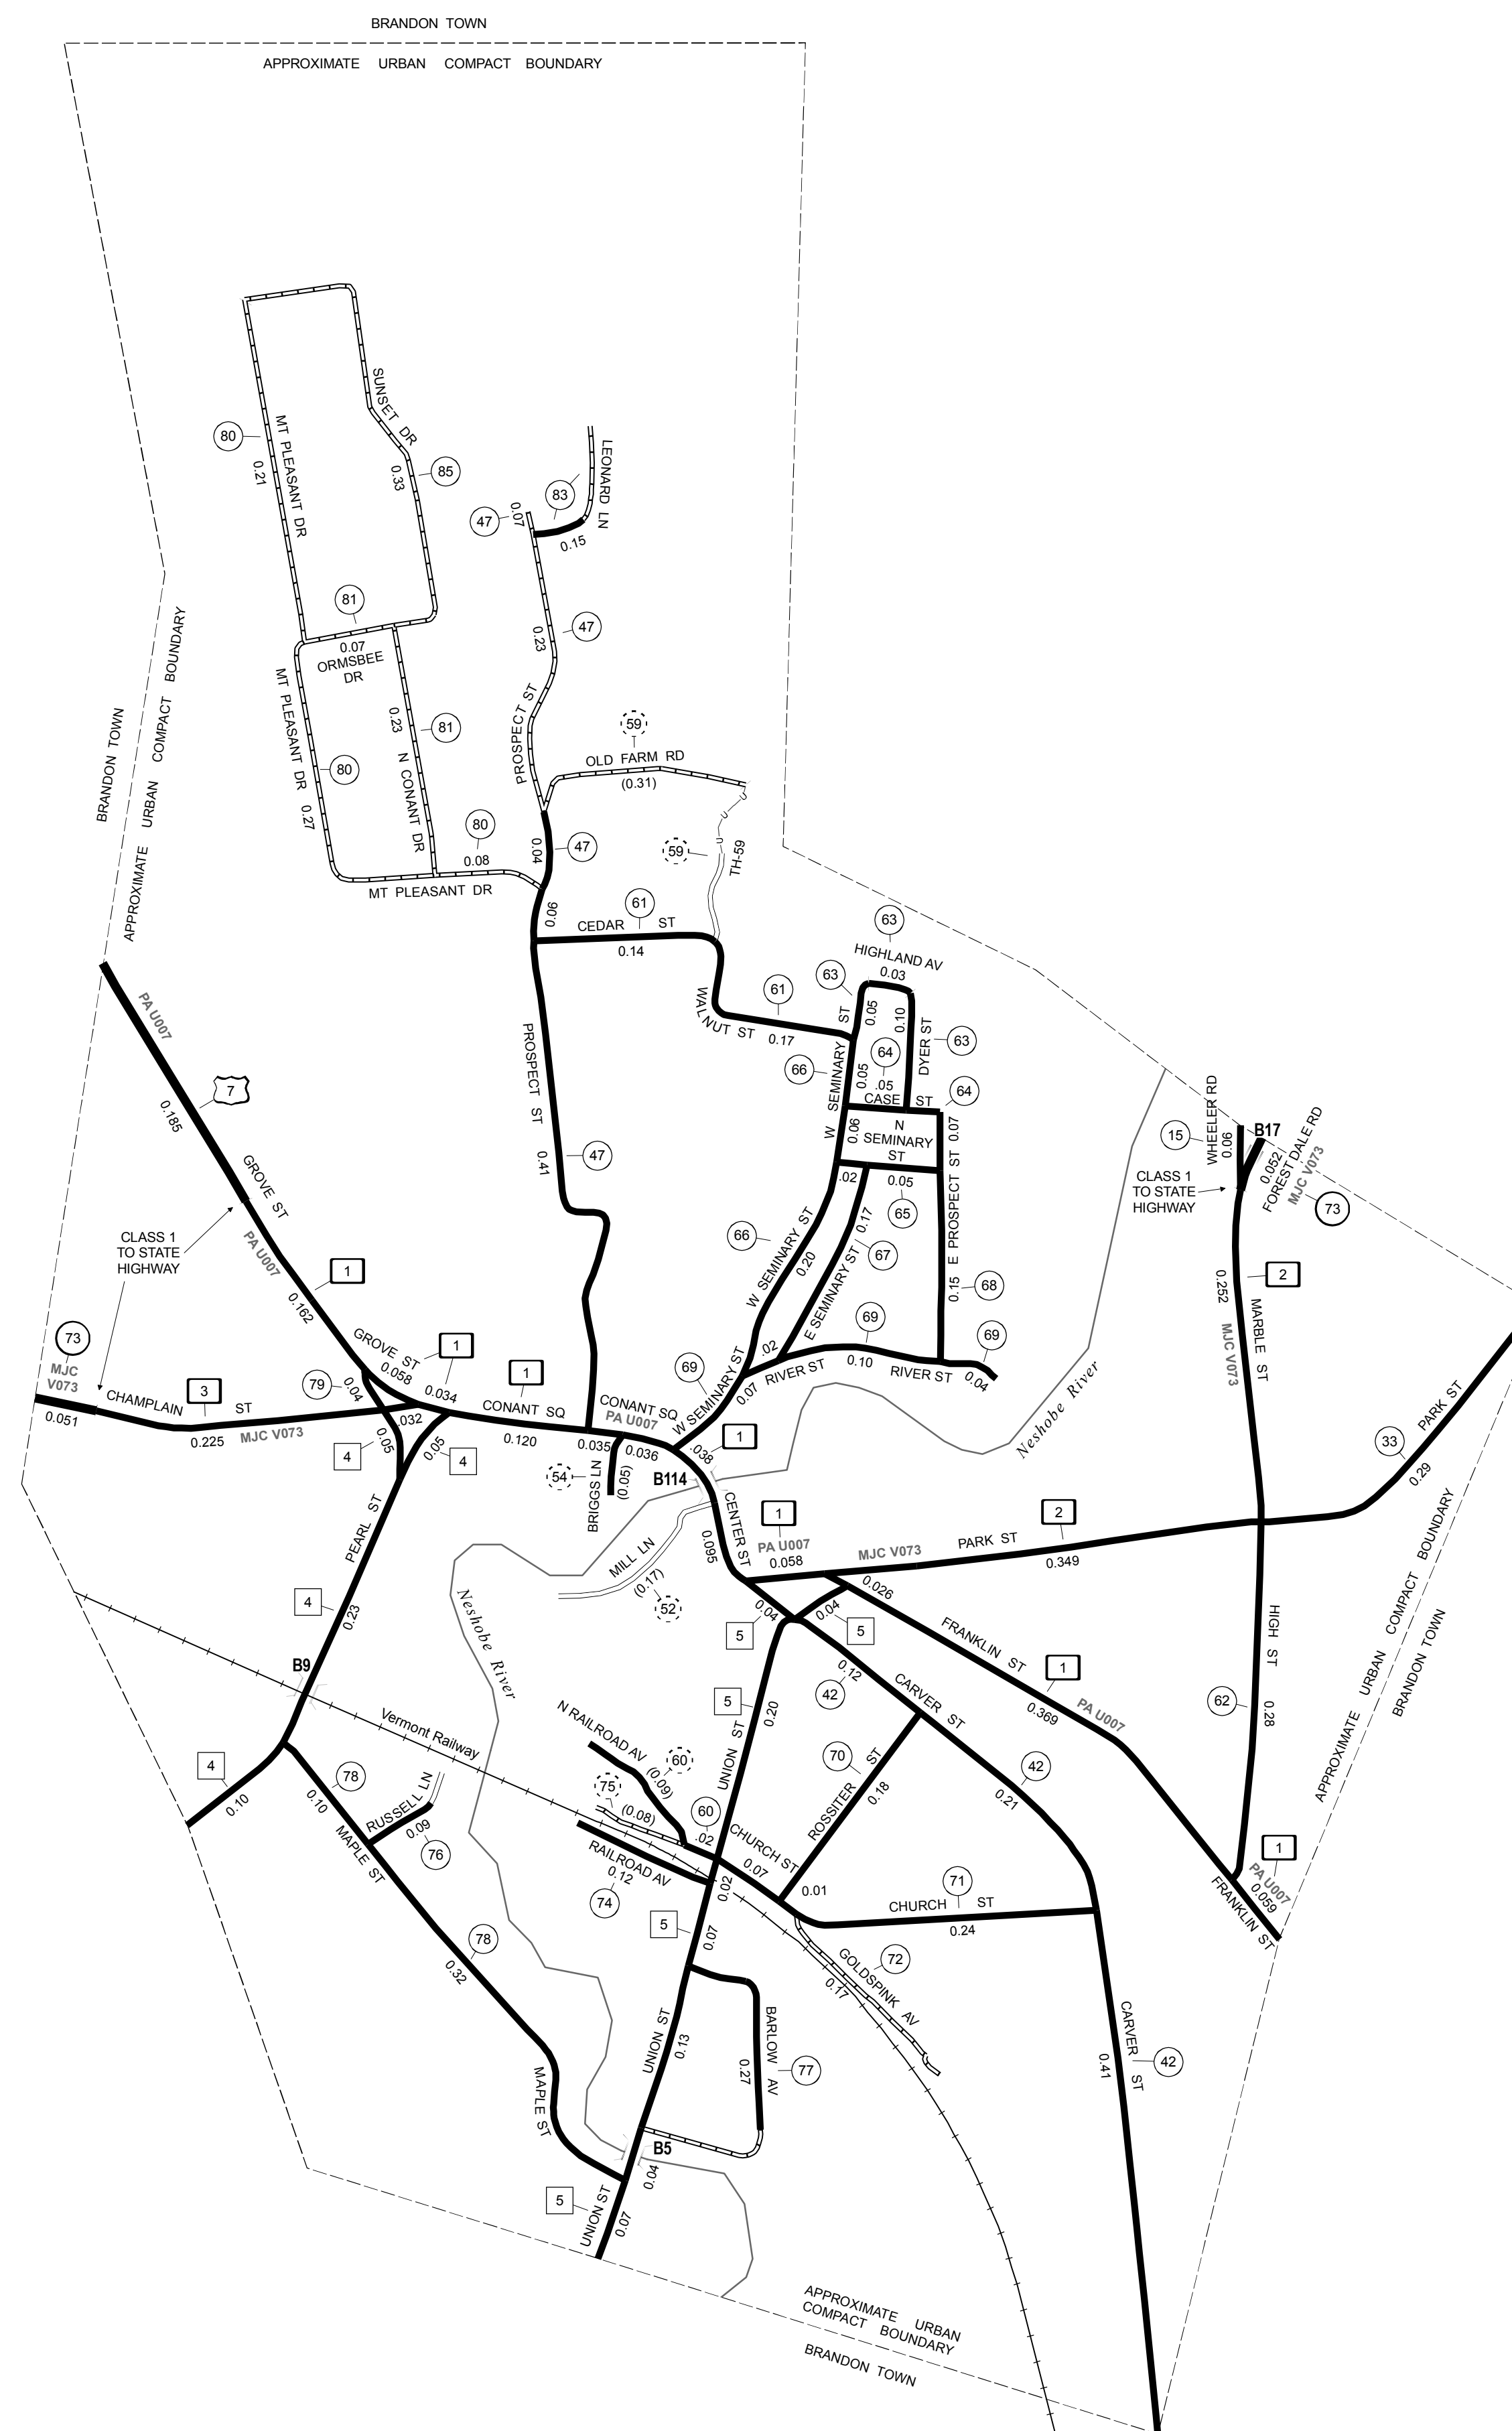 BRANDON TOWN
APPROXIMATE URBAN COMPACT BOUNDARY
SUNSET DR
MT PLEASANT DR
80
0.21
0.33
85
LEONARD LN
83
47
0.07
0.15
81
0.07
ORMSBEE
DR
47
0.23
MT PLEASANT DR
80
0.27
0.23
81
N CONANT DR
PROSPECT ST
59
OLD FARM RD
(0.31)
BRANDON TOWN
APPROXIMATE URBAN COMPACT BOUNDARY
80
0.08
MT PLEASANT DR
0.04
47
59
TH-59
0.06
61
CEDAR ST
0.14
63
HIGHLAND AV
0.03
63
0.05
0.10
DYER ST
63
61
WALNUT ST
0.17
PA U007
7
0.185
GROVE ST
PROSPECT ST
0.41
47
66
W SEMINARY ST
0.05
64
.05
CASE ST
64
0.06
N
SEMINARY
ST
0.07
.02
0.05
65
E PROSPECT ST
0.15
68
66
W SEMINARY ST
0.20
0.17
67
E SEMINARY ST
15
WHEELER RD
0.06
B17
0.052
FOREST DALE RD
MJC V073
73
CLASS 1
TO STATE
HIGHWAY
CLASS 1
TO STATE
HIGHWAY
PA U007
1
0.162
2
0.252
MARBLE ST
MJC V073
73
MJC
V073
0.051
CHAMPLAIN ST
3
0.225
MJC V073
GROVE ST
0.058
1
0.034
79
0.04
.032
4
0.05
0.05
4
1
CONANT SQ
0.120
0.035
CONANT SQ
PA U007
0.036
69
W SEMINARY ST
0.07
.02
RIVER ST
69
0.10
RIVER ST
69
0.04
Neshobe River
1
.038
B114
54
BRIGGS LN
(0.05)
CENTER ST
0.095
MILL LN
(0.17)
52
1
PA U007
0.058
MJC V073
PARK ST
2
0.349
33
PARK ST
0.29
PEARL ST
4
0.23
Neshobe River
0.04
5
0.04
5
0.026
FRANKLIN ST
1
0.369
PA U007
0.12
42
CARVER ST
HIGH ST
62
0.28
APPROXIMATE URBAN COMPACT BOUNDARY
BRANDON TOWN
B9
Vermont Railway
4
0.10
78
0.10
RUSSELL LN
0.09
76
MAPLE ST
N RAILROAD AV
(0.09)
60
75
(0.08)
60
.02
5
UNION ST
0.20
CHURCH ST
0.07
70
ROSSITER ST
0.18
42
0.21
RAILROAD AV
0.12
74
0.02
0.01
71
CHURCH ST
0.24
1
PA U007
0.059
FRANKLIN ST
5
0.07
78
0.32
GOLDSPINK AV
72
0.17
UNION ST
0.13
BARLOW AV
0.27
77
CARVER ST
0.41
42
MAPLE ST
B5
0.04
5
UNION ST
0.07
APPROXIMATE URBAN
COMPACT BOUNDARY
BRANDON TOWN